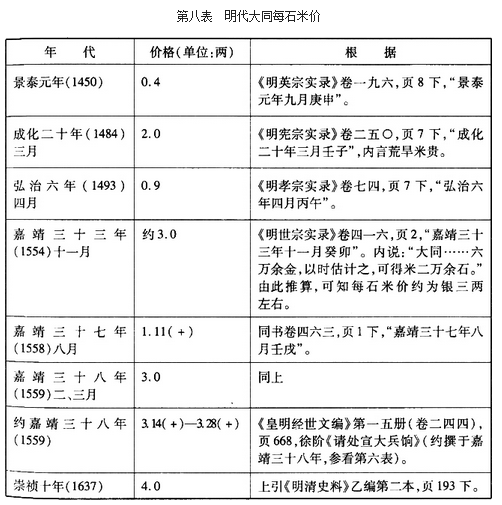 第八表　明代大同每石米价
年　代　价格(单位:两)　根　据
景泰元年(1450)　0.4　《明英宗实录》卷一九六,页8下,“景泰
元年九月庚申”。
成化二十年(1484)　2.0　《明宪宗实录》卷二五〇,页7下,“成化
三月　二十年三月壬子”,内言荒旱米贵。
弘治六年(1493)　0.9　《明孝宗实录》卷七四,页7下,“弘治六
四月　年四月丙午”。
嘉靖三十三年　约3.0　《明世宗实录》卷四一六,页2,“嘉靖三十
(1554)十一月　三年十一月癸卯”。内说:“大同……六
万余金,以时估计之,可得米二万余石。”
由此推算,可知每石米价约为银三两
左右。
嘉靖三十七年　1.11(+)　同书卷四六三,页1下,“嘉靖三十七年八
(1558)八月　月壬戌”。
嘉靖三十八年　3.0　同上
(1559)二、三月
约嘉靖三十八年　3.14(+)—3.28(+)　《皇明经世文编》第一五册(卷二四四),
(1559)　页668,徐阶《请处宣大兵饷》(约撰于嘉
靖三十八年,参看第六表)。
崇祯十年(1637)　4.0　上引《明清史料》乙编第二本,页193下。